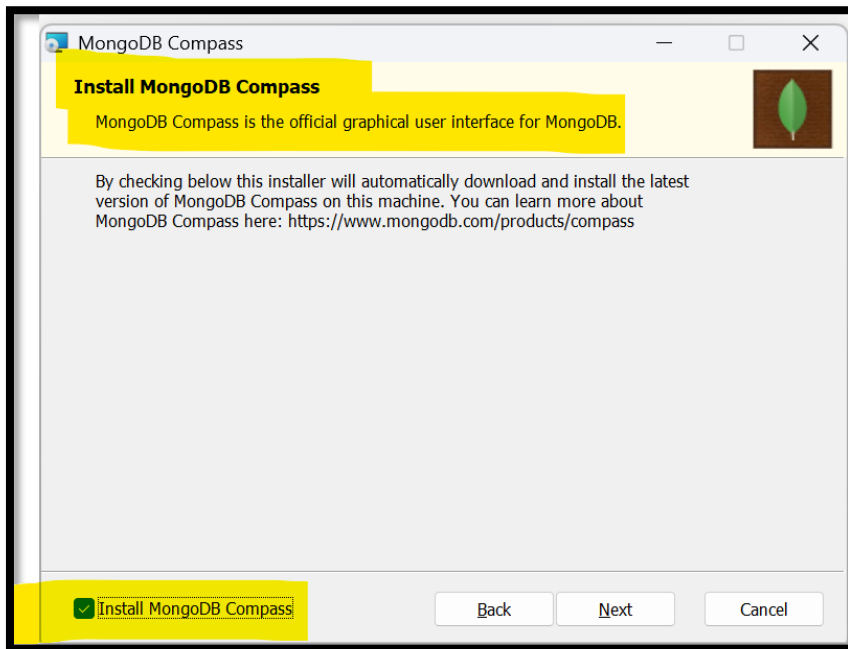 MongoDB Compass
Install MongoDB Compass
MongoDB Compass is the official graphical user interface for MongoDB.
By checking below this installer will automatically download and install the latest
version of MongoDB Compass on this machine. You can learn more about
MongoDB Compass here: https://www.mongodb.com/products/compass
Install MongoDB Compass
Back
Next
Cancel